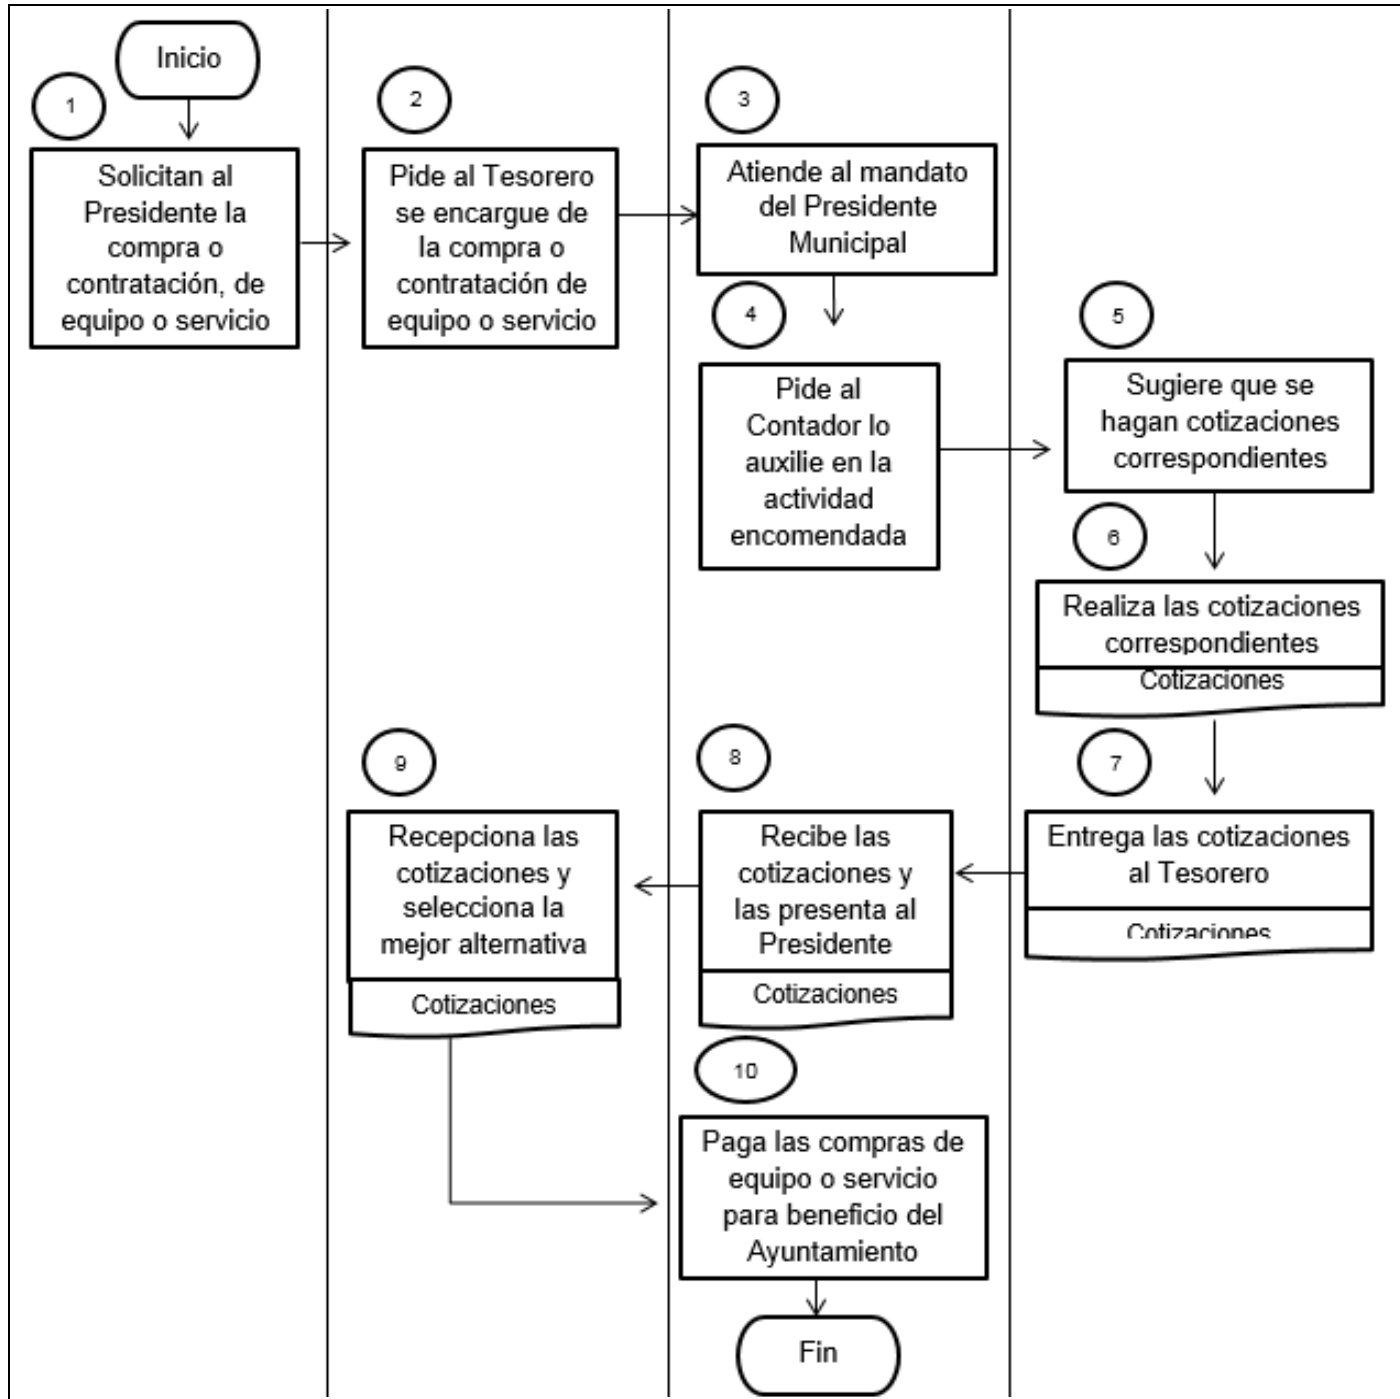 Inicio
1
Solicitan al
Presidente la
compra o
contratación, de
equipo o servicio
2
Pide al Tesorero
se encargue de
la compra o
contratación de
equipo o servicio
3
Atiende al mandato
del Presidente
Municipal
4
Pide al
Contador lo
auxilie en la
actividad
encomendada
5
Sugiere que se
hagan cotizaciones
correspondientes
6
Realiza las cotizaciones
correspondientes
Cotizaciones
7
Entrega las cotizaciones
al Tesorero
Cotizaciones
8
Recibe las
cotizaciones y
las presenta al
Presidente
Cotizaciones
9
Recepciona las
cotizaciones y
selecciona la
mejor alternativa
Cotizaciones
10
Paga las compras de
equipo o servicio
para beneficio del
Ayuntamiento
Fin